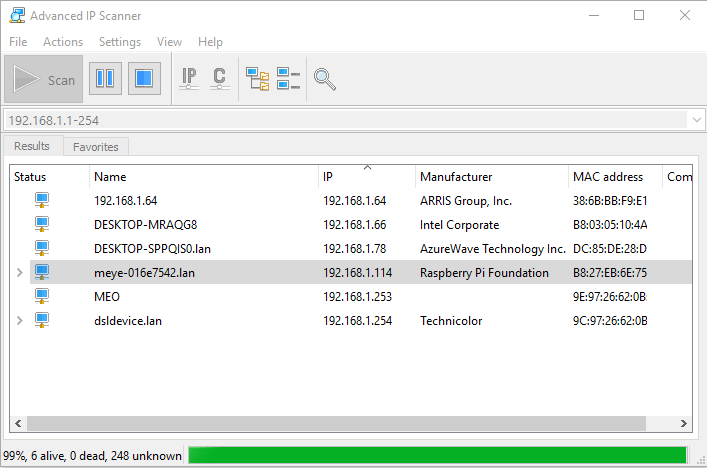 Advanced IP Scanner
File Actions Settings View Help
Scan IP C
192.168.1.1-254
Results Favorites
Status Name IP Manufacturer MAC address Com
192.168.1.64 192.168.1.64 ARRIS Group, Inc. 38:6B:BB:F9:E1
DESKTOP-MRAQG8 192.168.1.66 Intel Corporate B8:03:05:10:4A
DESKTOP-SPPQIS0.lan 192.168.1.78 AzureWave Technology Inc. DC:85:DE:28:D
meye-016e7542.lan 192.168.1.114 Raspberry Pi Foundation B8:27:EB:6E:75
MEO 192.168.1.253 9E:97:26:62:0B
dsldevice.lan 192.168.1.254 Technicolor 9C:97:26:62:0B
99%, 6 alive, 0 dead, 248 unknown